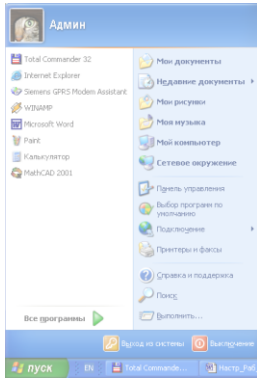 Админ
Total Commander 32
Internet Explorer
Siemens GPRS Modem Assistant
WINAMP
Microsoft Word
Paint
Калькулятор
MathCAD 2001
Все программы
Мои документы
Недавние документы
Мои рисунки
Моя музыка
Мой компьютер
Сетевое окружение
Панель управления
Выбор программ по
умолчанию
Подключение
Принтеры и факсы
Справка и поддержка
Поиск
Выполнить...
Выход из системы
Выключение
пуск
EN
Total Commande...
Настр_Раб